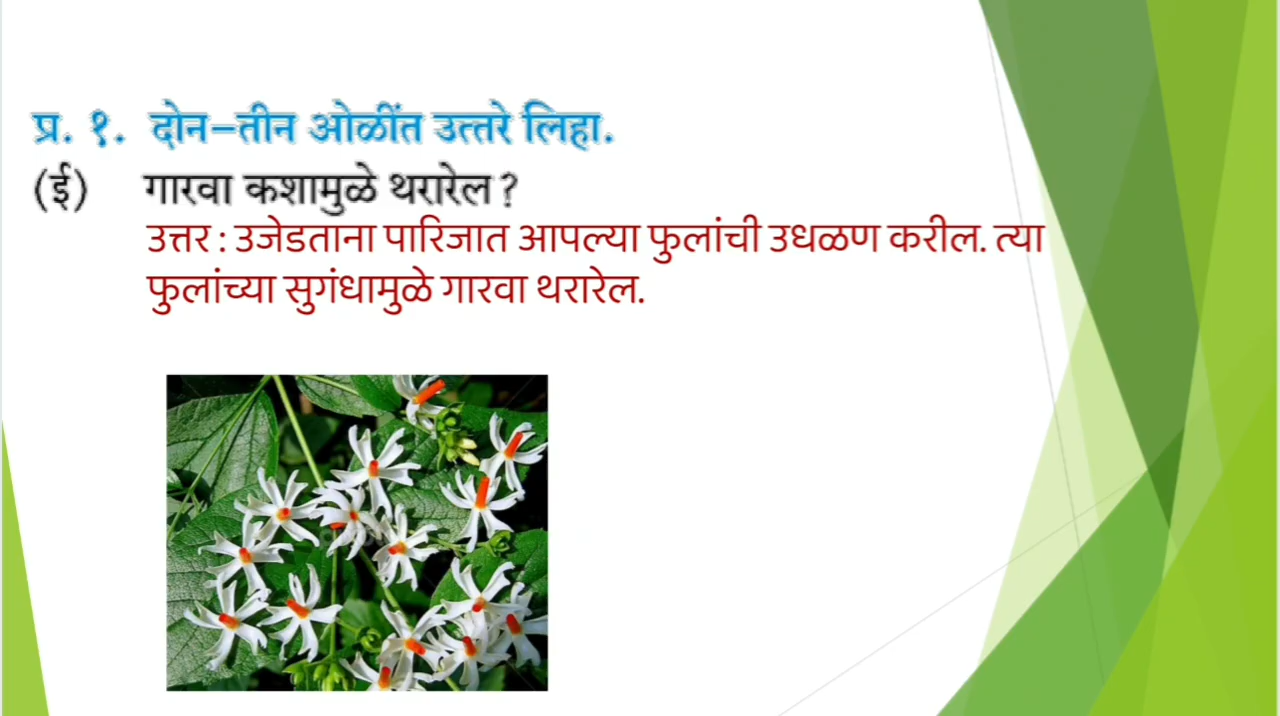 प्र. १. दोन–तीन ओळींत उत्तरे लिहा.
(ई) गारवा कशामुळे थरारेल ?
उत्तर : उजेडताना पारिजात आपल्या फुलांची उधळण करील. त्या
फुलांच्या सुगंधामुळे गारवा थरारेल.